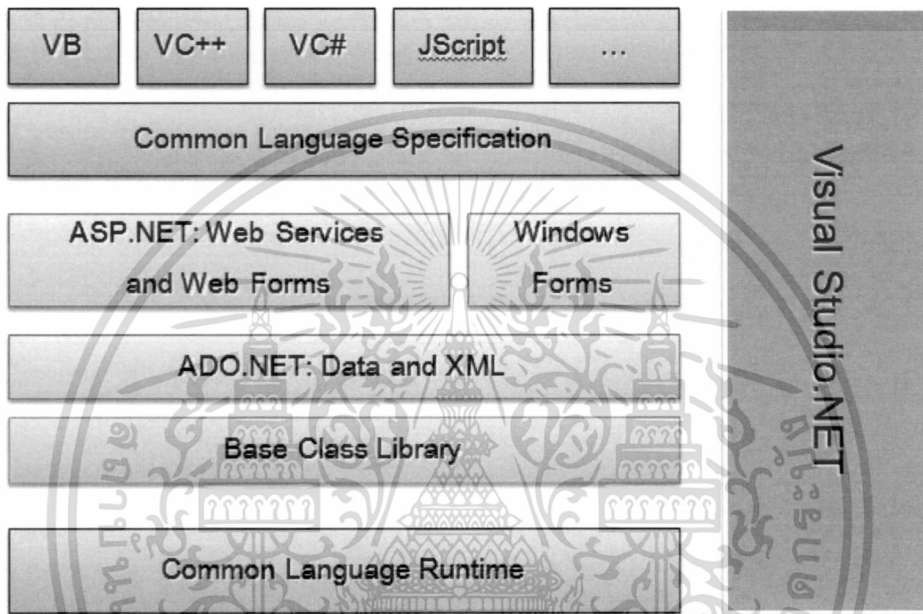 VB
VC++
VC#
JScript
...
Common Language Specification
ASP.NET: Web Services
and Web Forms
Windows
Forms
ADO.NET: Data and XML
Base Class Library
Common Language Runtime
Visual Studio.NET